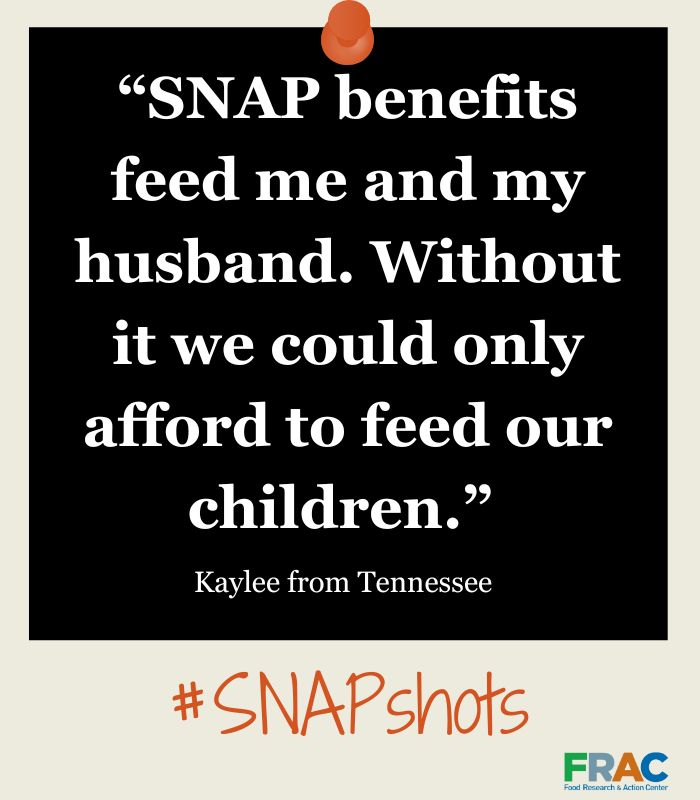 “SNAP benefits
feed me and my
husband. Without
it we could only
afford to feed our
children.”
Kaylee from Tennessee
#SNAPshots
FRAC
Food Research & Action Center